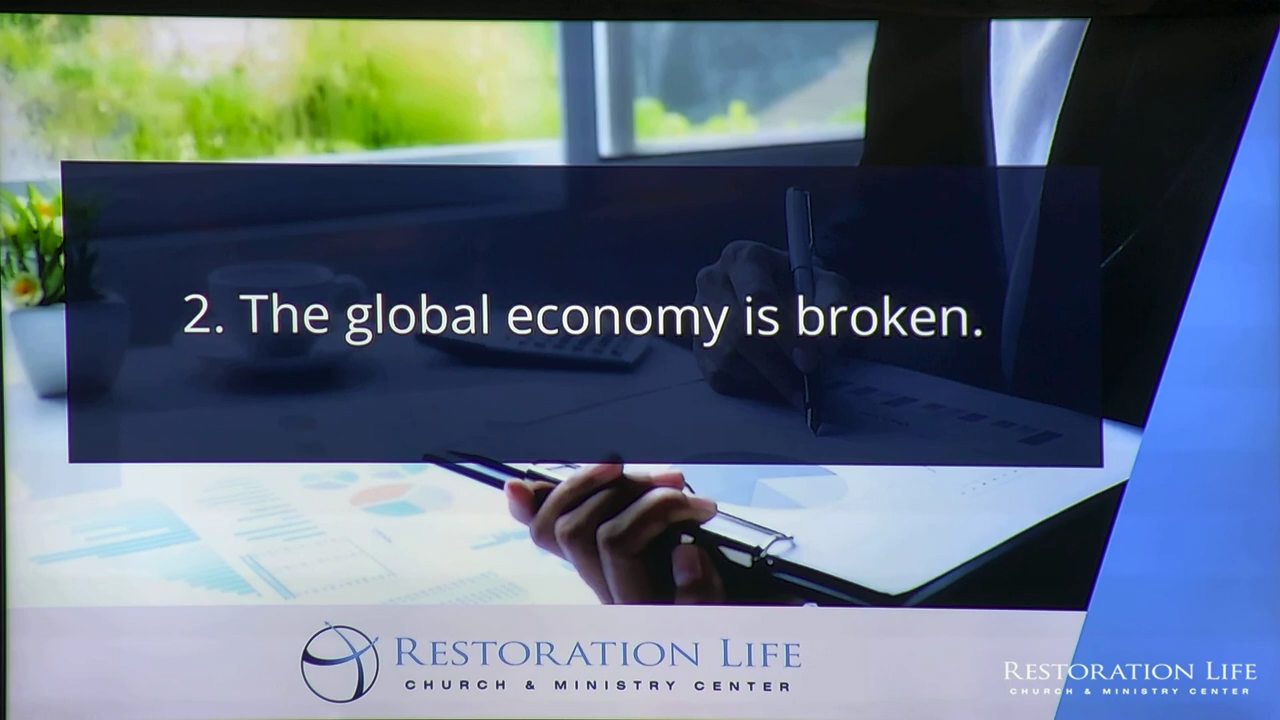 2. The global economy is broken.
RESTORATION LIFE
CHURCH & MINISTRY CENTER
RESTORATION LIFE
CHURCH & MINISTRY CENTER